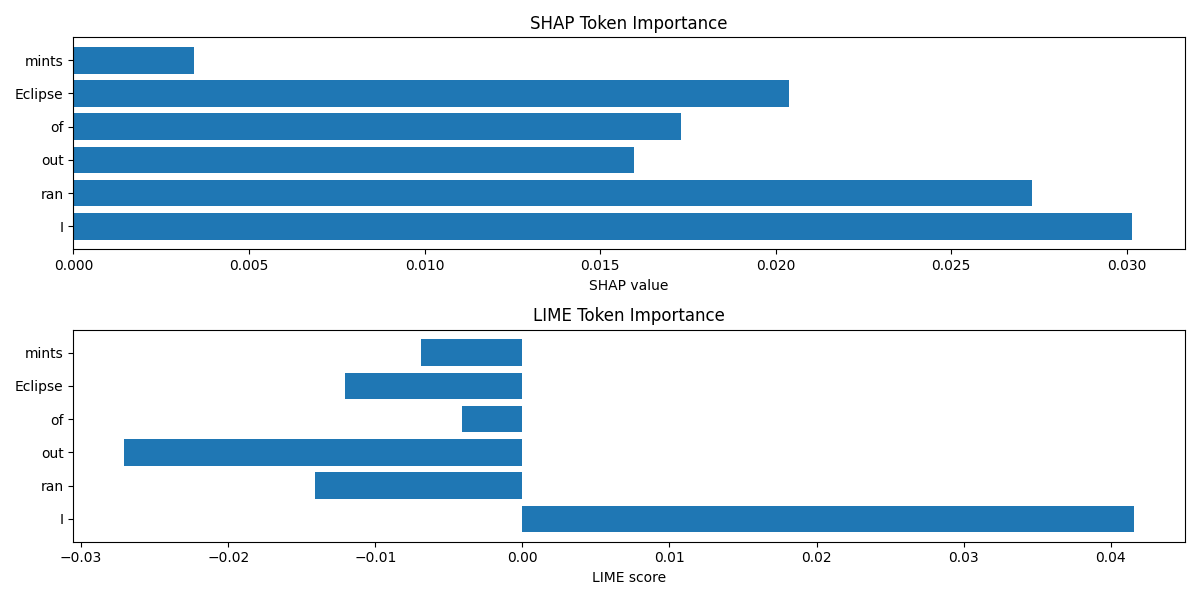 SHAP Token Importance
mints
Eclipse
of
out
ran
I
0.000 0.005 0.010 0.015 0.020 0.025 0.030
SHAP value
LIME Token Importance
mints
Eclipse
of
out
ran
I
−0.03 −0.02 −0.01 0.00 0.01 0.02 0.03 0.04
LIME score